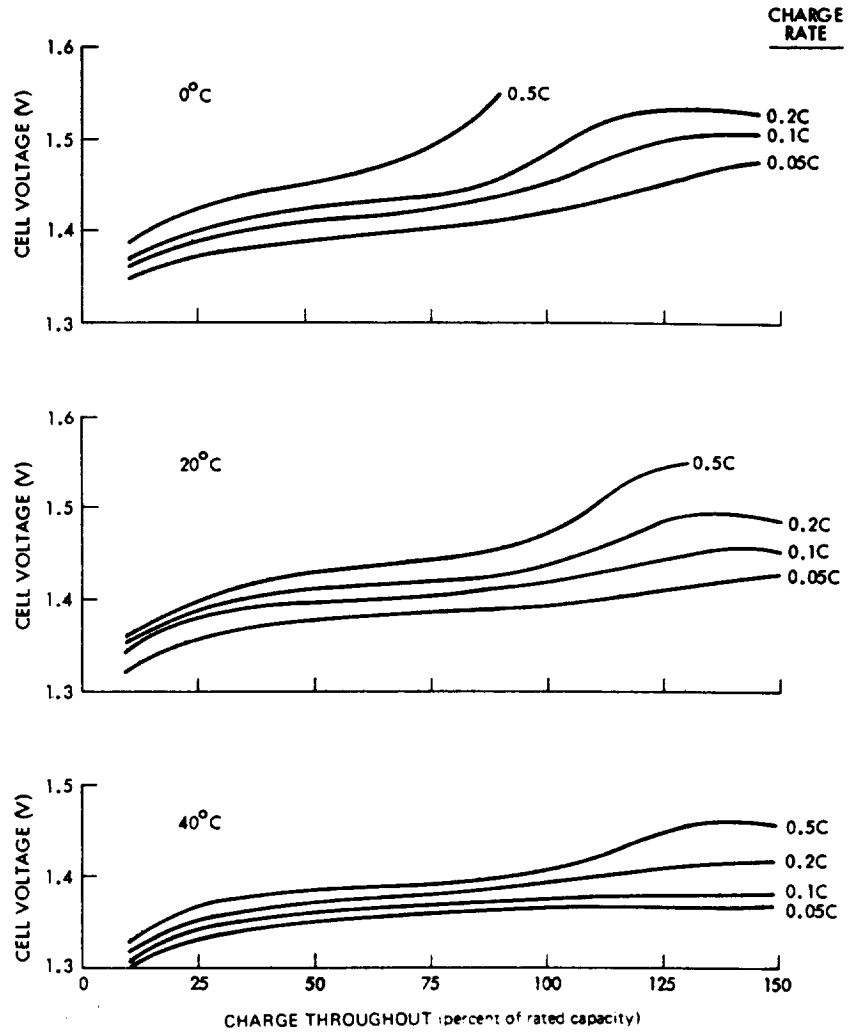 CHARGE
RATE
1.6
1.5
1.4
1.3
CELL VOLTAGE (V)
0°C
0.5C
0.2C
0.1C
0.05C
1.6
1.5
1.4
1.3
CELL VOLTAGE (V)
20°C
0.5C
0.2C
0.1C
0.05C
1.5
1.4
1.3
CELL VOLTAGE (V)
40°C
0.5C
0.2C
0.1C
0.05C
0 25 50 75 100 125 150
CHARGE THROUGHOUT (percent of rated capacity)